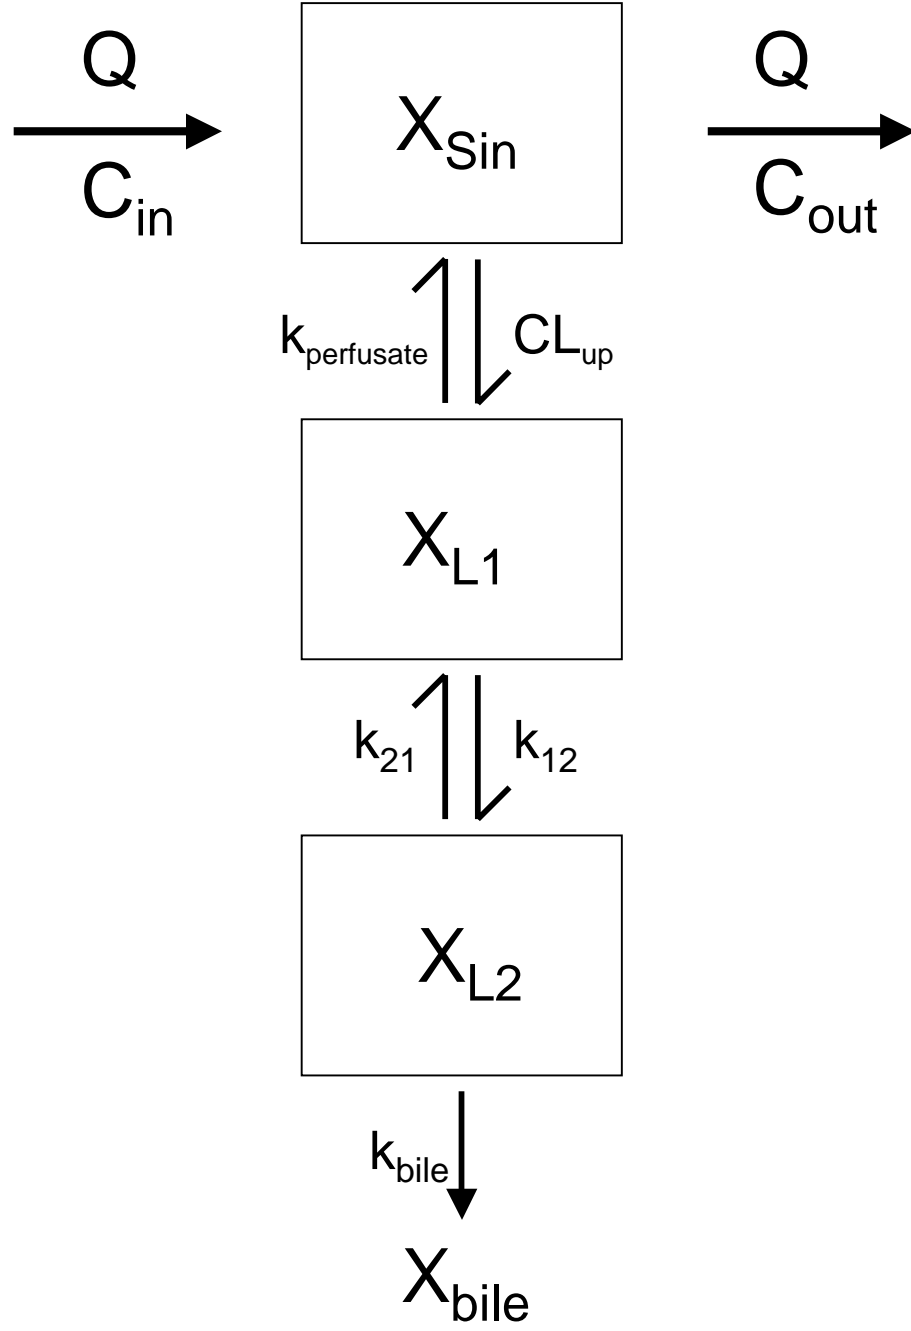 Q
Q
X_Sin
C_in
C_out
k_perfusate
CL_up
X_L1
k_21
k_12
X_L2
k_bile
X_bile